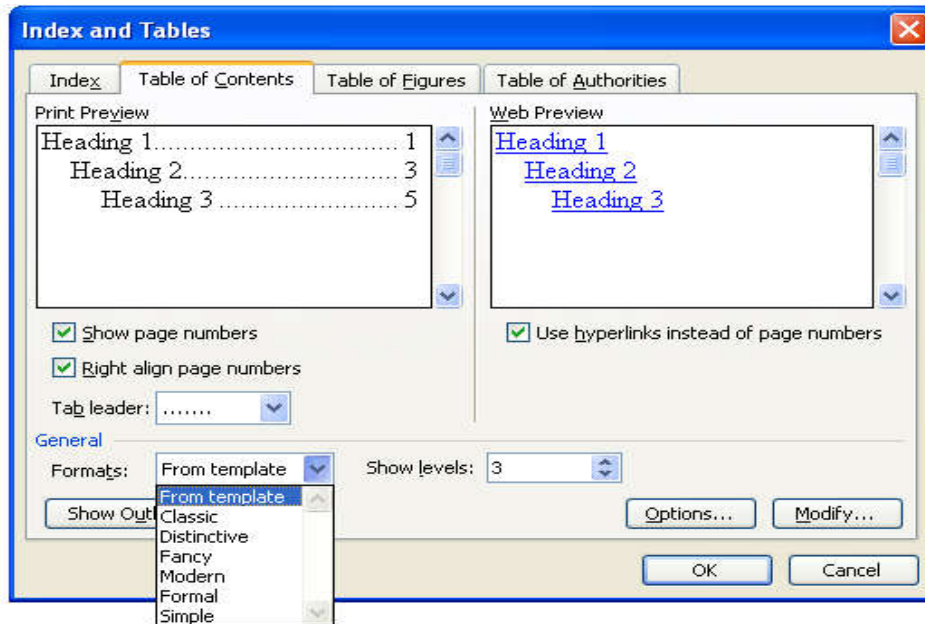 Index and Tables
Index
Table of Contents
Table of Figures
Table of Authorities
Print Preview
Web Preview
Heading 1.................................. 1
Heading 2................................. 3
Heading 3 .......................... 5
Heading 1
Heading 2
Heading 3
Show page numbers
Use hyperlinks instead of page numbers
Right align page numbers
Tab leader: .......
General
Formats: From template
Show levels: 3
From template
Classic
Distinctive
Fancy
Modern
Formal
Simple
Show
Options...
Modify...
OK
Cancel